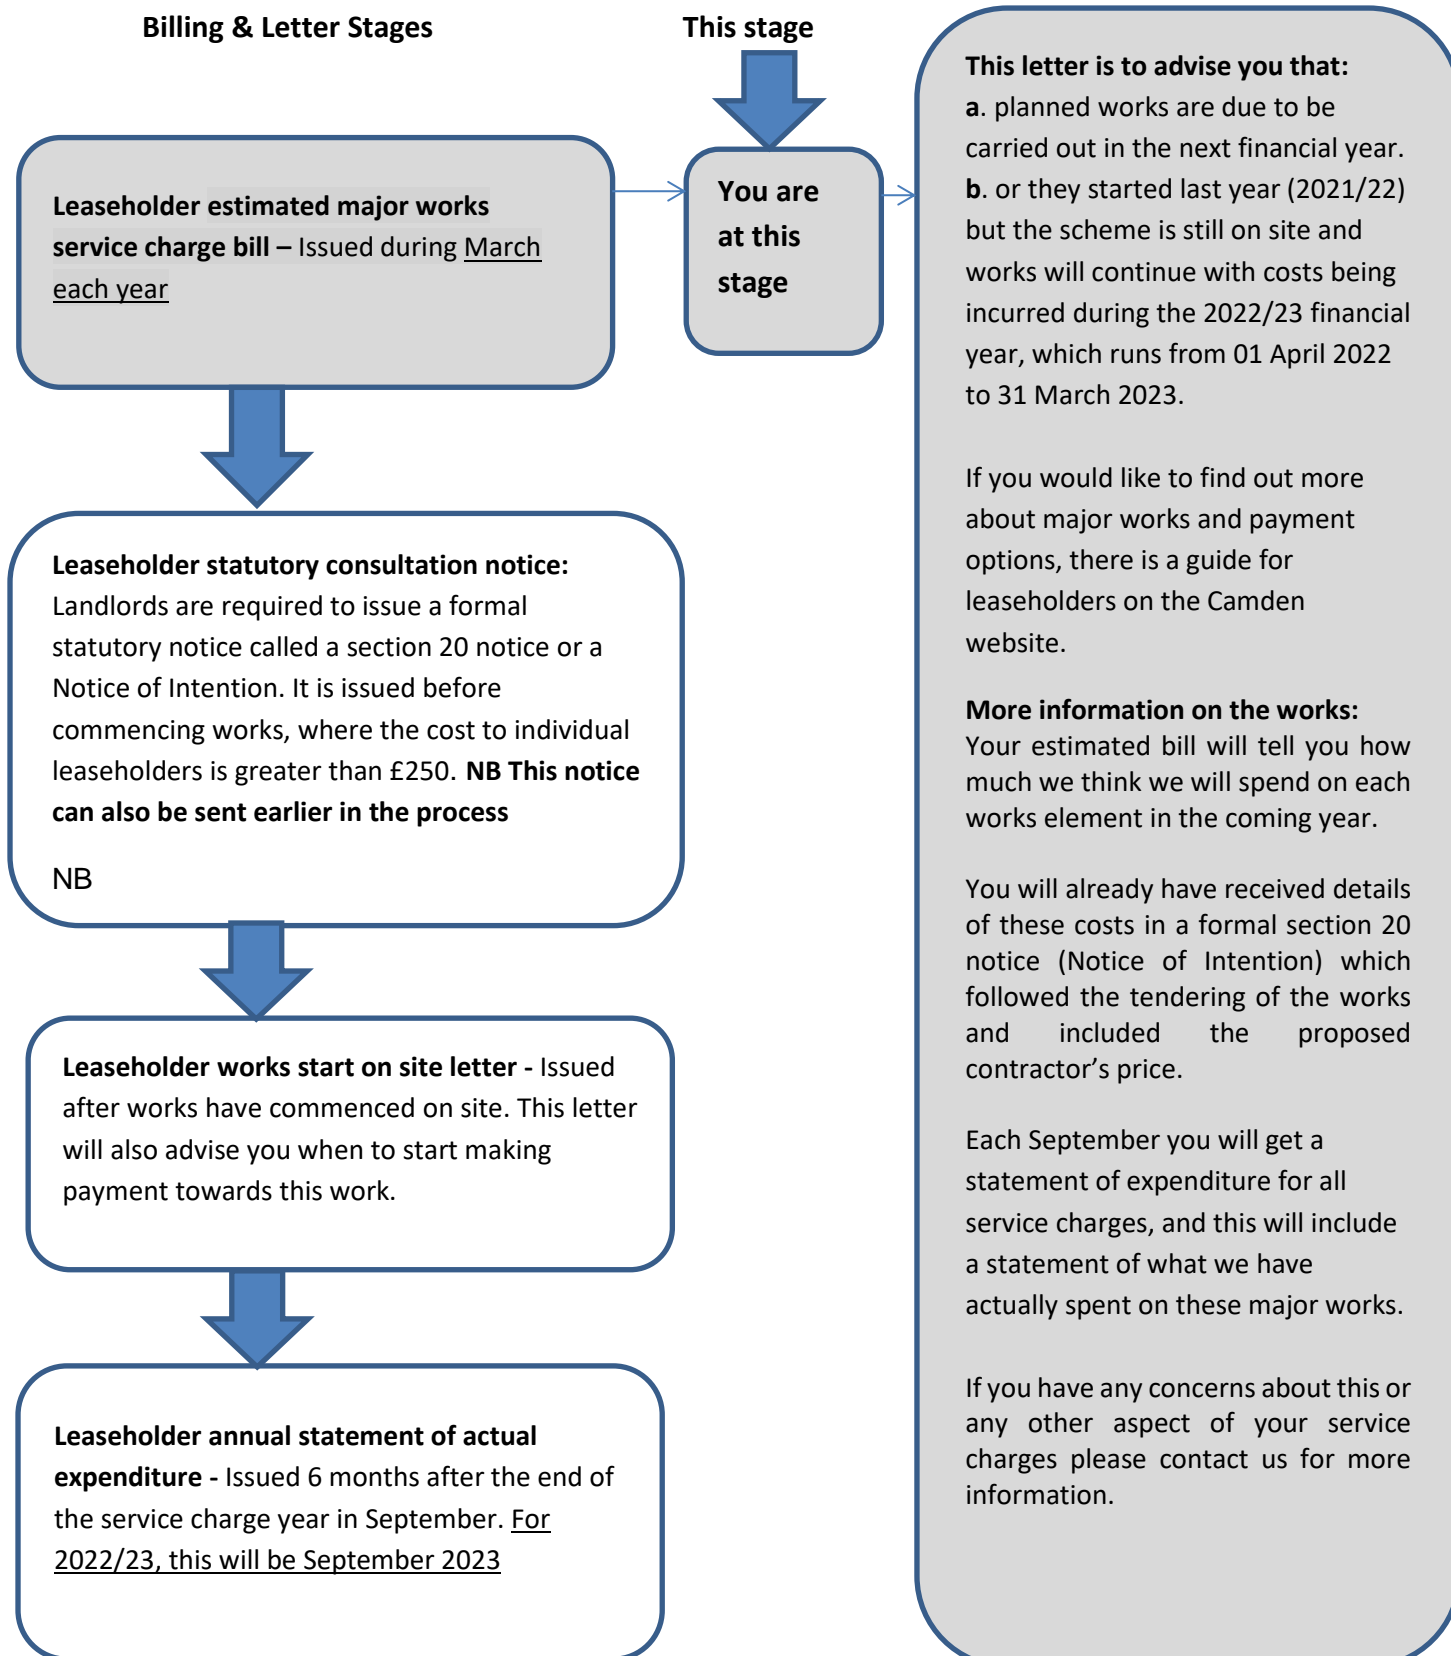 Billing & Letter Stages
This stage
Leaseholder estimated major works
service charge bill – Issued during March
each year
You are
at this
stage
Leaseholder statutory consultation notice:
Landlords are required to issue a formal
statutory notice called a section 20 notice or a
Notice of Intention. It is issued before
commencing works, where the cost to individual
leaseholders is greater than £250. NB This notice
can also be sent earlier in the process
NB
Leaseholder works start on site letter - Issued
after works have commenced on site. This letter
will also advise you when to start making
payment towards this work.
Leaseholder annual statement of actual
expenditure - Issued 6 months after the end of
the service charge year in September. For
2022/23, this will be September 2023
This letter is to advise you that:
a. planned works are due to be
carried out in the next financial year.
b. or they started last year (2021/22)
but the scheme is still on site and
works will continue with costs being
incurred during the 2022/23 financial
year, which runs from 01 April 2022
to 31 March 2023.
If you would like to find out more
about major works and payment
options, there is a guide for
leaseholders on the Camden
website.
More information on the works:
Your estimated bill will tell you how
much we think we will spend on each
works element in the coming year.
You will already have received details
of these costs in a formal section 20
notice (Notice of Intention) which
followed the tendering of the works
and included the proposed
contractor’s price.
Each September you will get a
statement of expenditure for all
service charges, and this will include
a statement of what we have
actually spent on these major works.
If you have any concerns about this or
any other aspect of your service
charges please contact us for more
information.